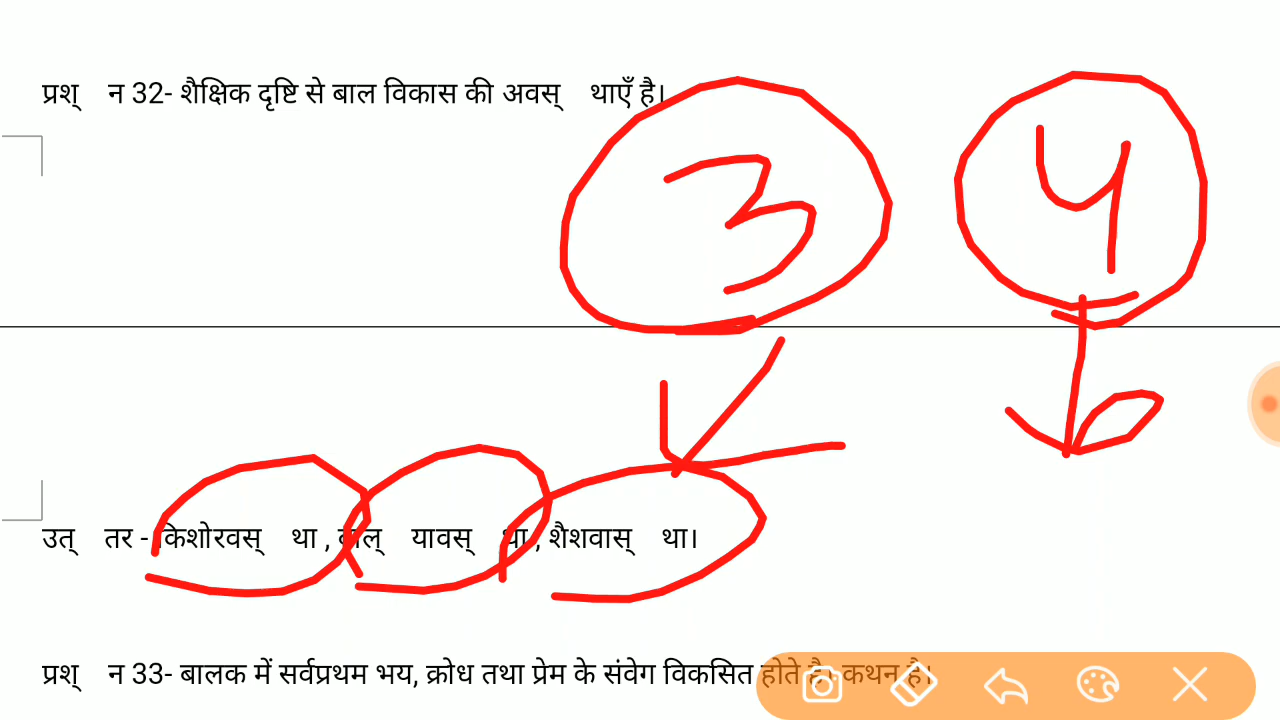 प्रश् न 32- शैक्षिक दृष्टि से बाल विकास की अवस् थाएँ है।
3 4
उत् तर - किशोरवस् था , बाल् यावस् था , शैशवास् था।
प्रश् न 33- बालक में सर्वप्रथम भय, क्रोध तथा प्रेम के संवेग विकसित होते है। कथन है।